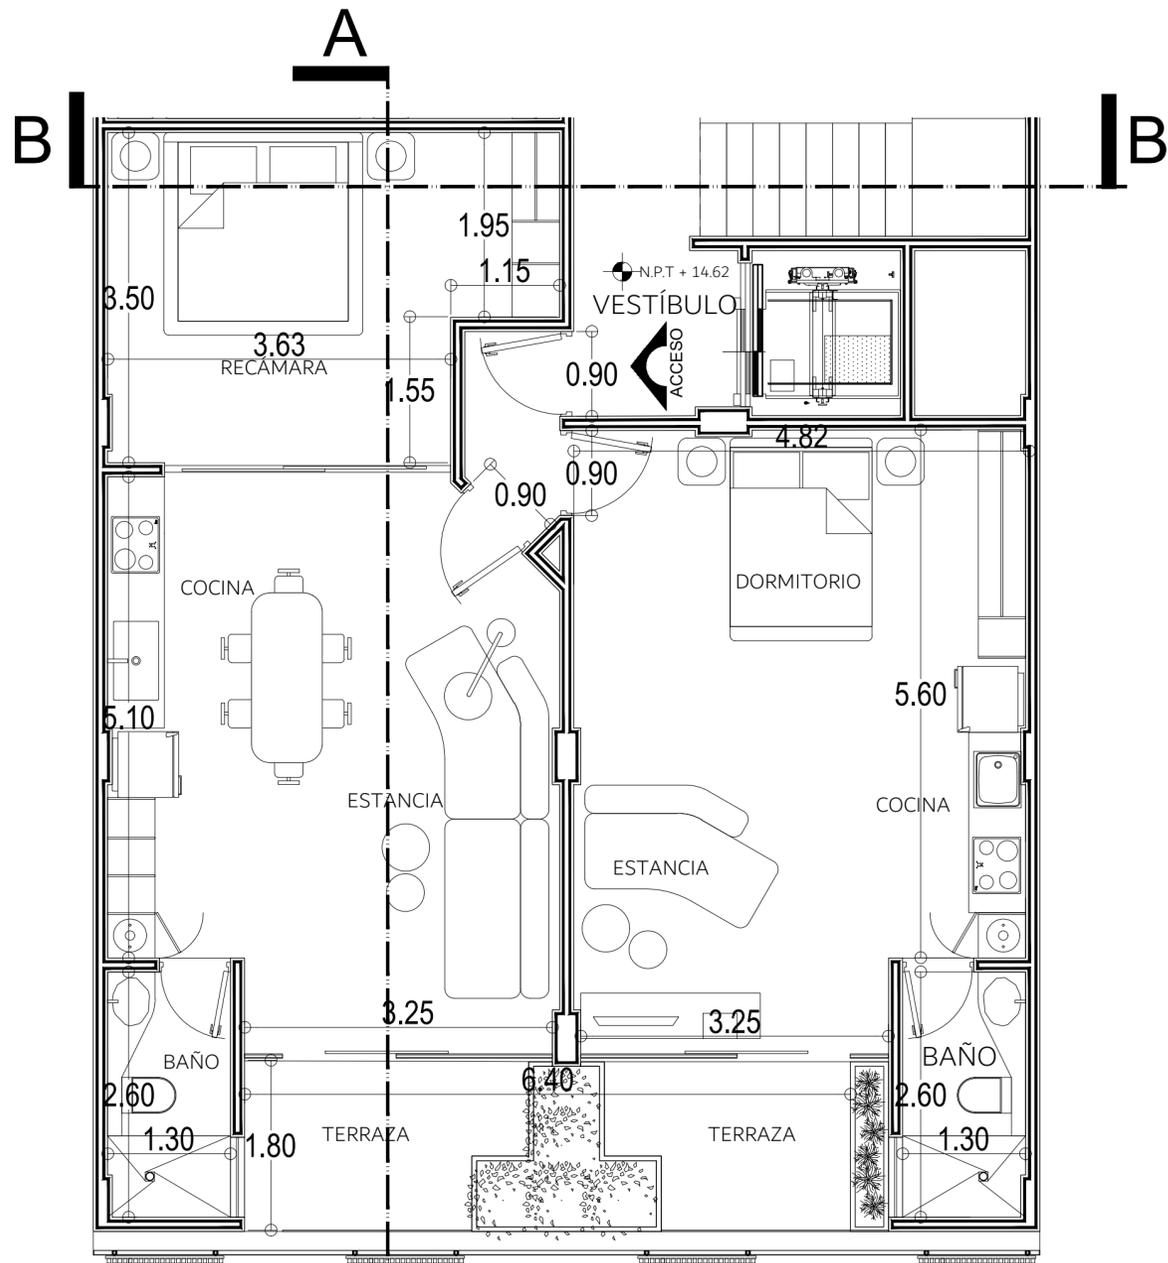 A
B
B
1.95
N.P.T + 14.62
1.15
3.50
VESTÍBULO
3.63
RECÁMARA
ACCESO
0.90
1.55
4.82
0.90
0.90
COCINA
DORMITORIO
5.60
5.10
ESTANCIA
COCINA
ESTANCIA
3.25
3.25
BAÑO
BAÑO
6.40
2.60
2.60
TERRAZA
TERRAZA
1.30
1.80
1.30